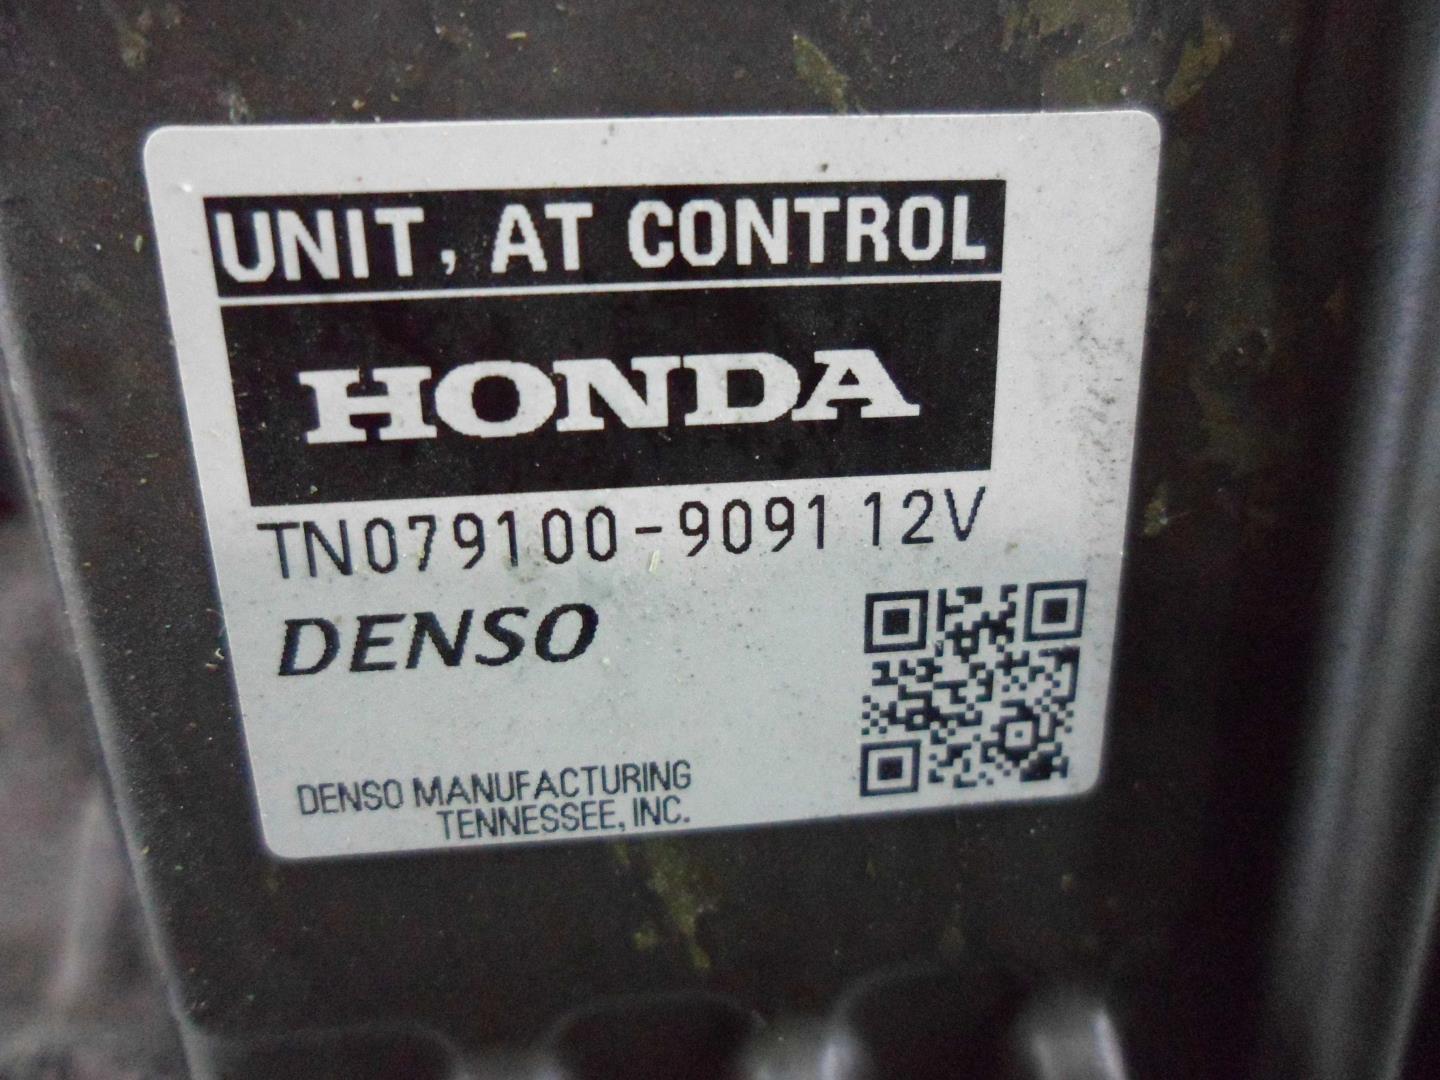 UNIT, AT CONTROL
HONDA
TN079100-9091 12V
DENSO
DENSO MANUFACTURING
TENNESSEE, INC.